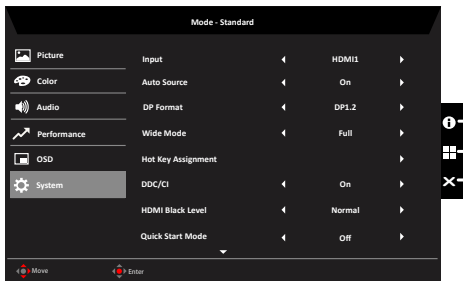 Mode - Standard
Picture
Color
Audio
Performance
OSD
System
Input HDMI1
Auto Source On
DP Format DP1.2
Wide Mode Full
Hot Key Assignment
DDC/CI On
HDMI Black Level Normal
Quick Start Mode Off
Move Enter